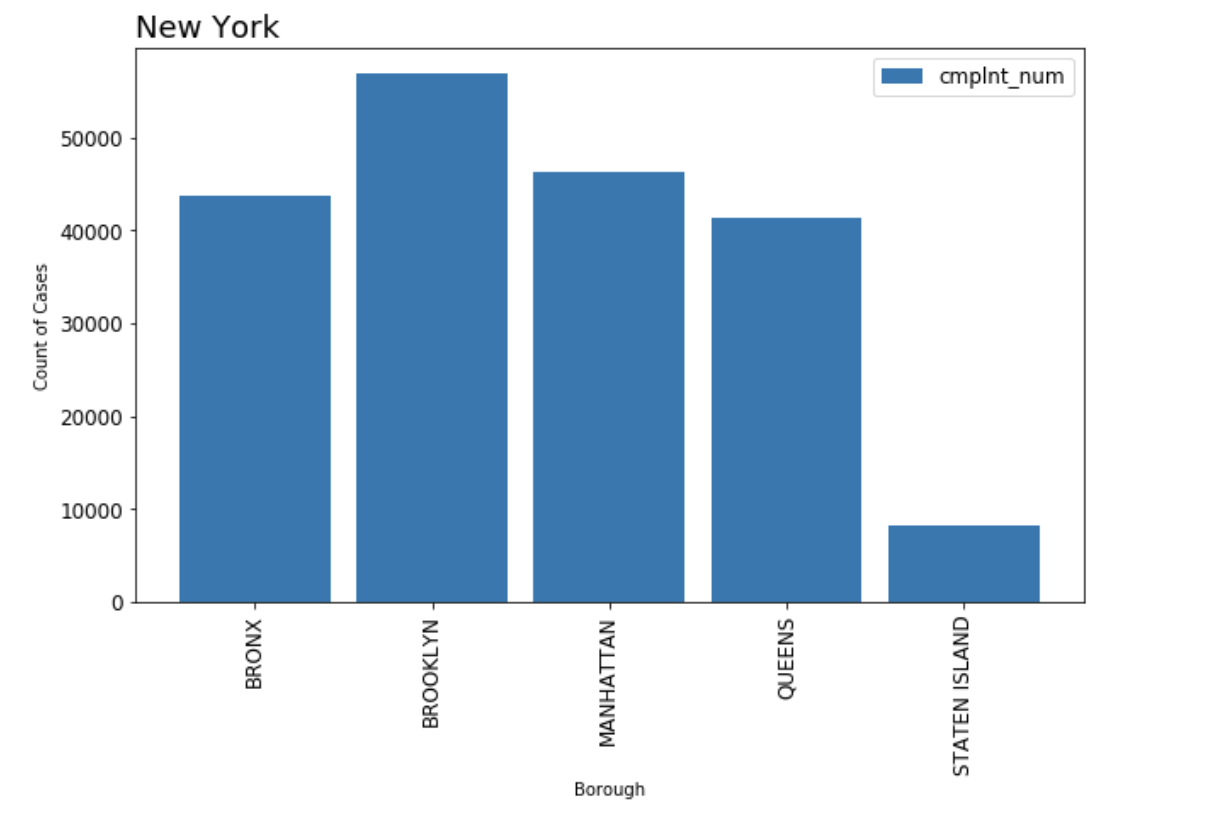 New York
cmplnt_num
50000
40000
30000
20000
10000
0
Count of Cases
BRONX
BROOKLYN
MANHATTAN
QUEENS
STATEN ISLAND
Borough